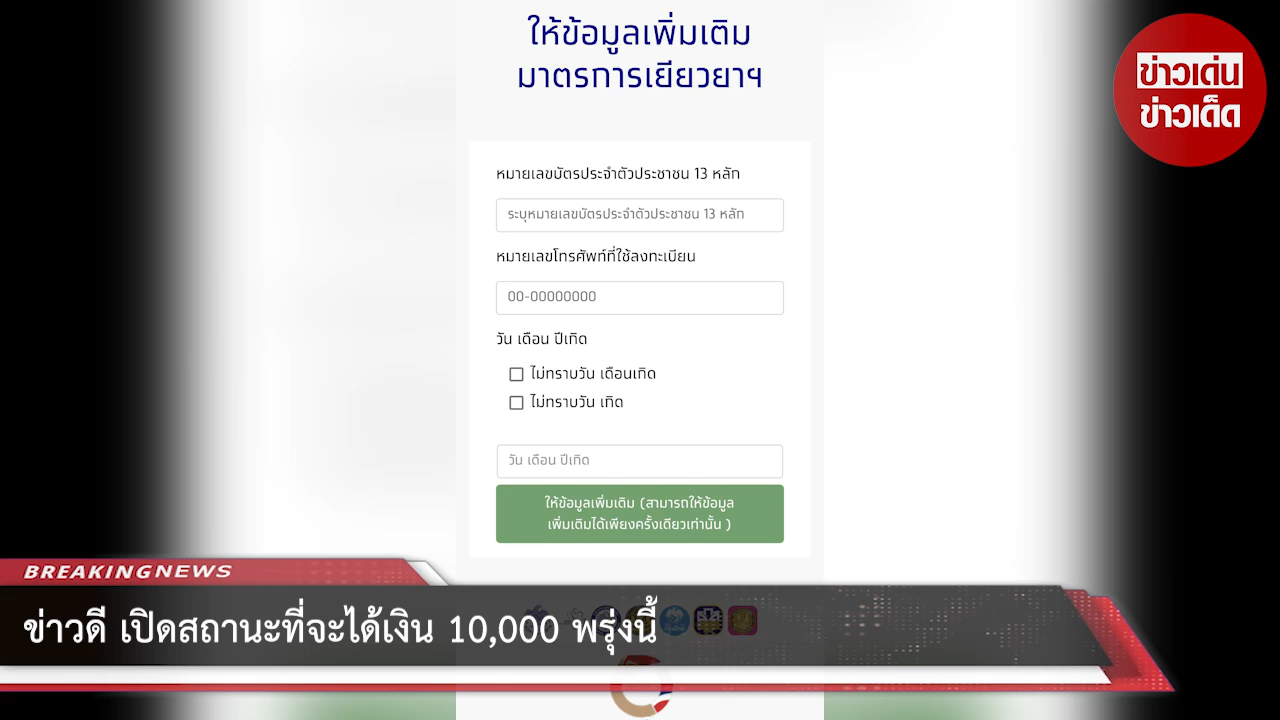 ให้ข้อมูลเพิ่มเติม
มาตรการเยียวยาฯ
ข่าวเด่น
ข่าวเด็ด
หมายเลขบัตรประจำตัวประชาชน 13 หลัก
ระบุหมายเลขบัตรประจำตัวประชาชน 13 หลัก
หมายเลขโทรศัพท์ที่ใช้ลงทะเบียน
00-00000000
วัน เดือน ปีเกิด
ไม่ทราบวัน เดือนเกิด
ไม่ทราบวัน เกิด
วัน เดือน ปีเกิด
ให้ข้อมูลเพิ่มเติม (สามารถให้ข้อมูล
เพิ่มเติมได้เพียงครั้งเดียวเท่านั้น )
BREAKING NEWS
ข่าวดี เปิดสถานะที่จะได้เงิน 10,000 พรุ่งนี้